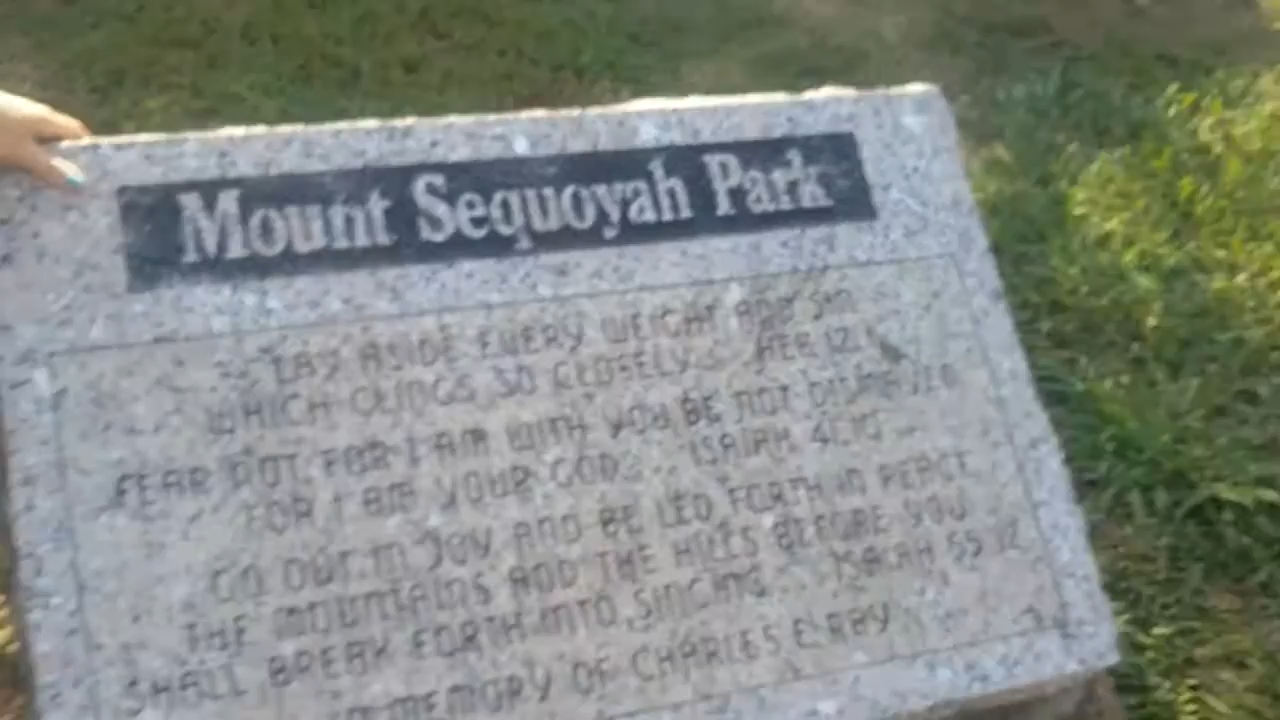 Mount Sequoyah Park
LAY ASIDE EVERY WEIGHT AND SIN
WHICH CLINGS SO CLOSELY... HEB 12
FEAR NOT FOR I AM WITH YOU BE NOT DISMAYED
FOR I AM YOUR GOD... ISAIAH 41:10
GO OUT IN JOY AND BE LED FORTH IN PEACE
THE MOUNTAINS AND THE HILLS BEFORE YOU
SHALL BREAK FORTH INTO SINGING... ISAIAH 55:12
IN MEMORY OF CHARLES E.